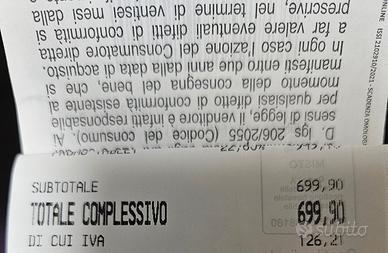 SUBTOTALE 699,90
TOTALE COMPLESSIVO 699,90
DI CUI IVA 126,21
subito
MISTO
D. lgs. 206/2055 (Codice del consumo). Ai
sensi di legge, il venditore è infatti responsabile
per qualsiasi difetto di conformità esistente al
momento della consegna del bene, che si
manifesti entro due anni dalla data di acquisto.
In ogni caso l'azione del Consumatore diretta
a far valere eventuali difetti di conformità si
prescrive, nel termine di ventisei mesi dalla